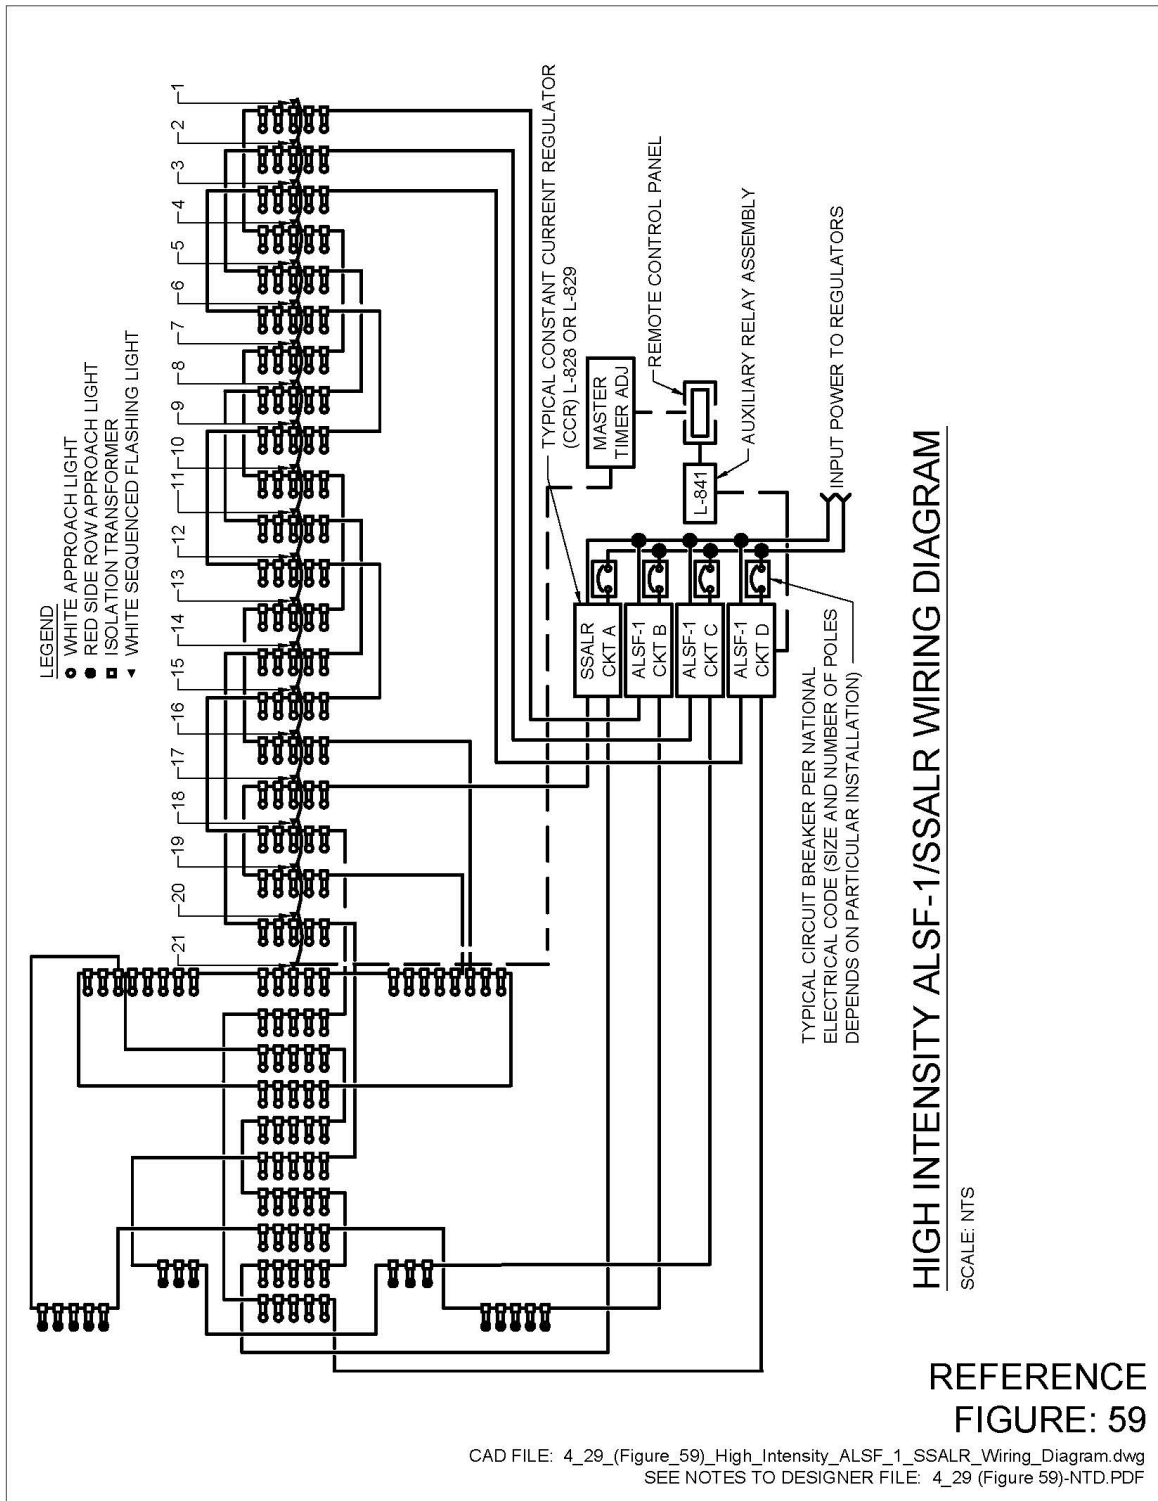 LEGEND
WHITE APPROACH LIGHT
RED SIDE ROW APPROACH LIGHT
ISOLATION TRANSFORMER
WHITE SEQUENCED FLASHING LIGHT
21
20
19
18
17
16
15
14
13
12
11
10
9
8
7
6
5
4
3
2
1
TYPICAL CONSTANT CURRENT REGULATOR
(CCR) L-828 OR L-829
MASTER
TIMER ADJ
REMOTE CONTROL PANEL
L-841
AUXILIARY RELAY ASSEMBLY
SSALR
CKT A
ALSF-1
CKT B
ALSF-1
CKT C
ALSF-1
CKT D
INPUT POWER TO REGULATORS
TYPICAL CIRCUIT BREAKER PER NATIONAL
ELECTRICAL CODE (SIZE AND NUMBER OF POLES
DEPENDS ON PARTICULAR INSTALLATION)
HIGH INTENSITY ALSF-1/SSALR WIRING DIAGRAM
SCALE: NTS
REFERENCE
FIGURE: 59
CAD FILE: 4_29_(Figure_59)_High_Intensity_ALSF_1_SSALR_Wiring_Diagram.dwg
SEE NOTES TO DESIGNER FILE: 4_29 (Figure 59)-NTD.PDF